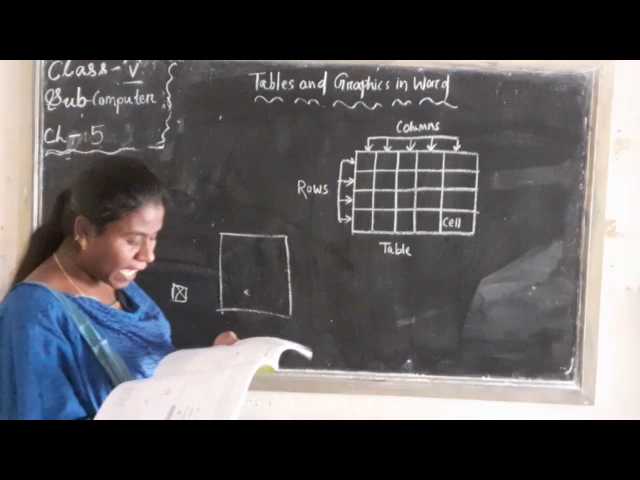 Class - V
Sub-Computer
Ch - : 5
Tables and Graphics in Word
Columns
Rows
Cell
Table